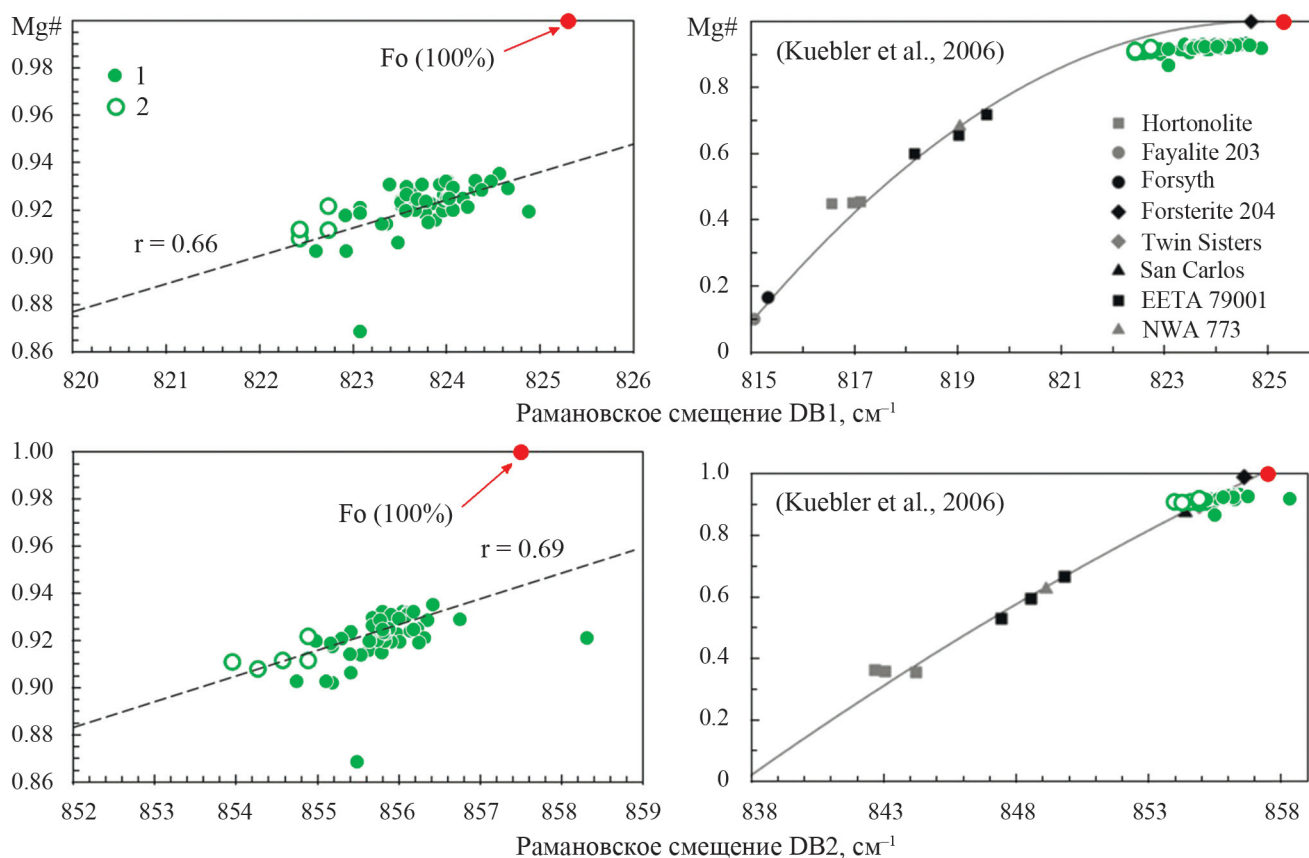 Mg#
0.98
0.96
0.94
0.92
0.90
0.88
0.86
Fo (100%)
1
2
r = 0.66
820 821 822 823 824 825 826
Mg#
0.8
0.6
0.4
0.2
0
(Kuebler et al., 2006)
Hortonolite
Fayalite 203
Forsyth
Forsterite 204
Twin Sisters
San Carlos
EETA 79001
NWA 773
815 817 819 821 823 825
Рамановское смещение DB1, см⁻¹
1.00
0.98
0.96
0.94
0.92
0.90
0.88
0.86
Fo (100%)
r = 0.69
852 853 854 855 856 857 858 859
1.0
0.8
0.6
0.4
0.2
0
(Kuebler et al., 2006)
838 843 848 853 858
Рамановское смещение DB2, см⁻¹